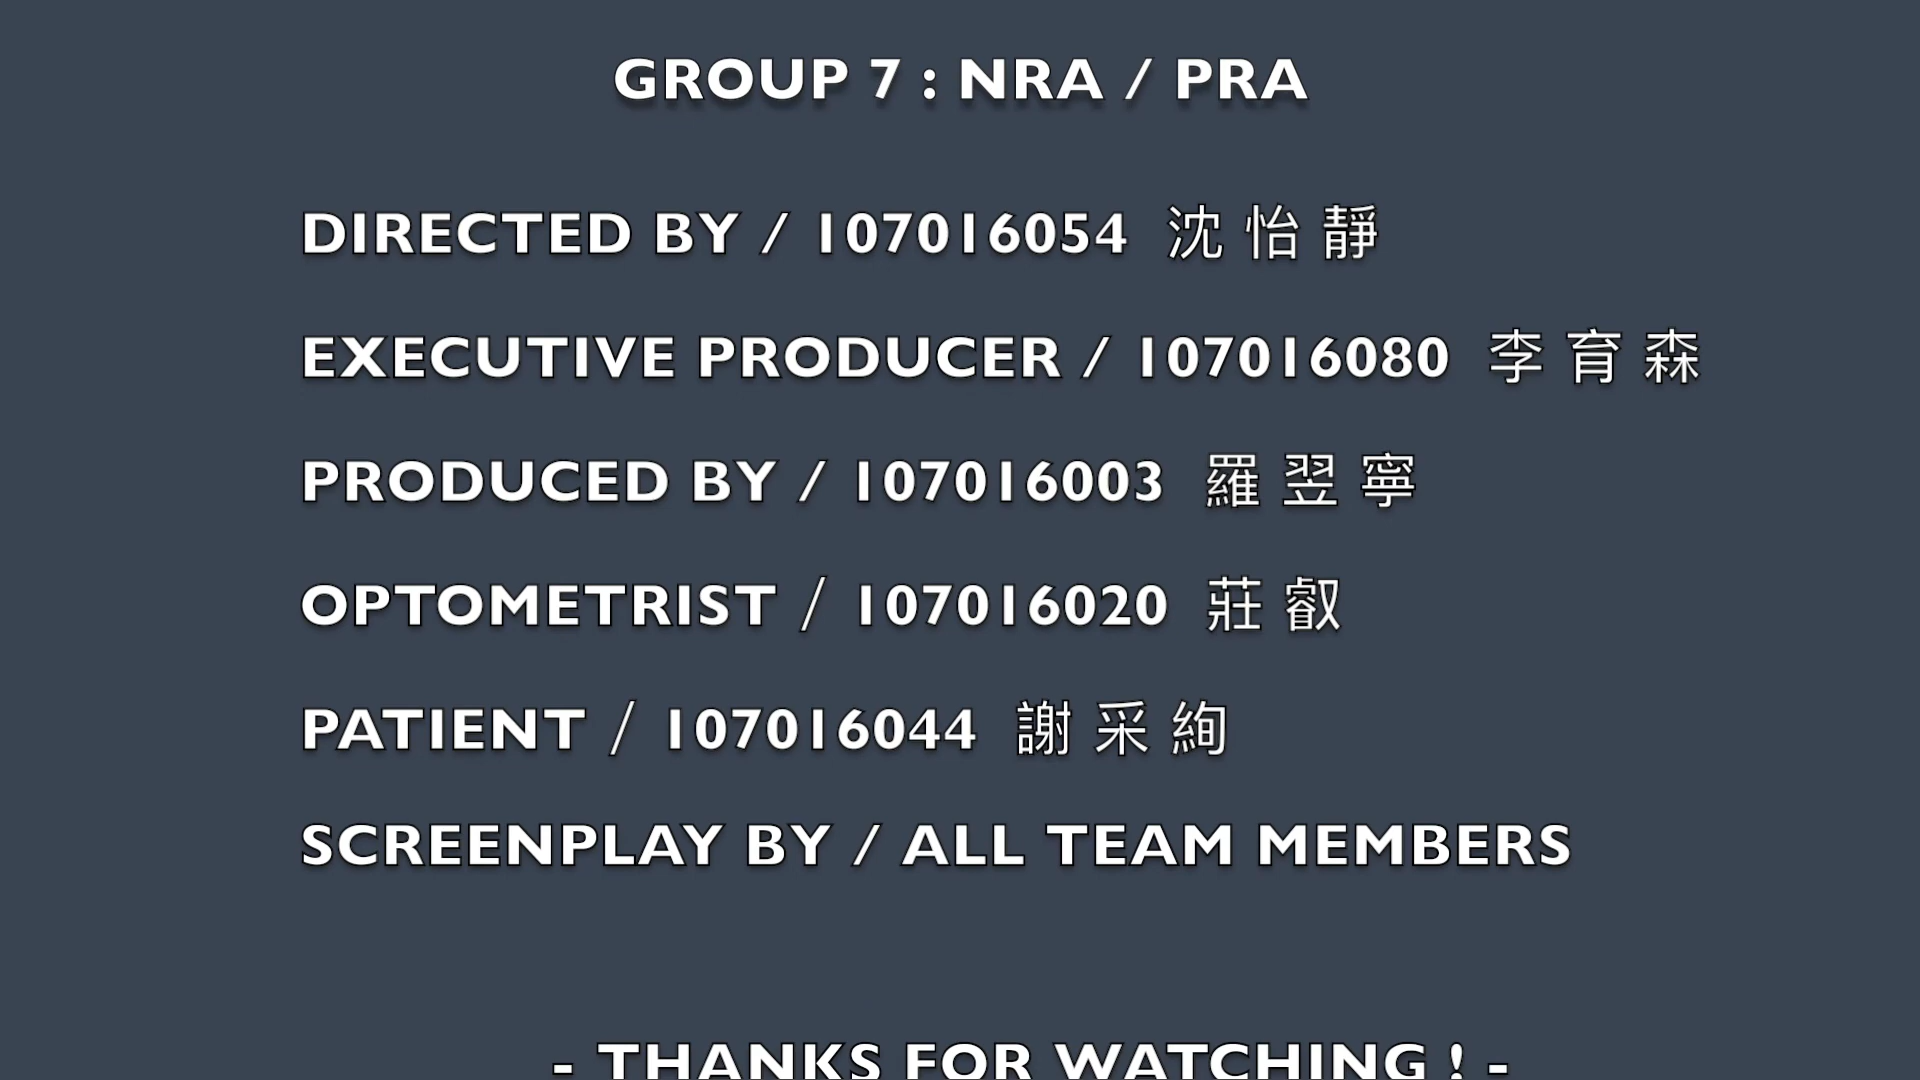 GROUP 7 : NRA / PRA
DIRECTED BY / 107016054 沈 怡 靜
EXECUTIVE PRODUCER / 107016080 李 育 森
PRODUCED BY / 107016003 羅 翌 寧
OPTOMETRIST / 107016020 莊 叡
PATIENT / 107016044 謝 采 絢
SCREENPLAY BY / ALL TEAM MEMBERS
- THANKS FOR WATCHING ! -